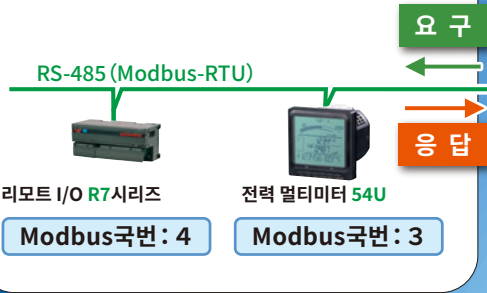 요 구
RS-485(Modbus-RTU)
응 답
리모트 I/O R7시리즈
전력 멀티미터 54U
Modbus국번: 4
Modbus국번: 3